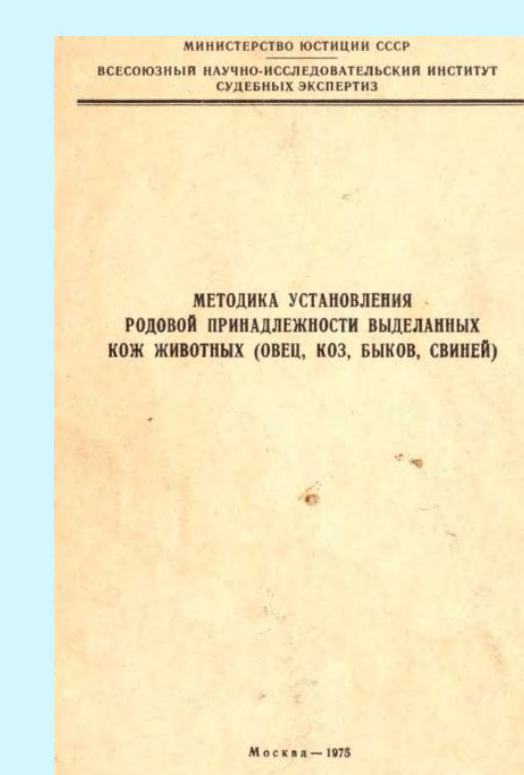 МИНИСТЕРСТВО ЮСТИЦИИ СССР
ВСЕСОЮЗНЫЙ НАУЧНО-ИССЛЕДОВАТЕЛЬСКИЙ ИНСТИТУТ
СУДЕБНЫХ ЭКСПЕРТИЗ
МЕТОДИКА УСТАНОВЛЕНИЯ
РОДОВОЙ ПРИНАДЛЕЖНОСТИ ВЫДЕЛАННЫХ
КОЖ ЖИВОТНЫХ (ОВЕЦ, КОЗ, БЫКОВ, СВИНЕЙ)
Москва — 1975